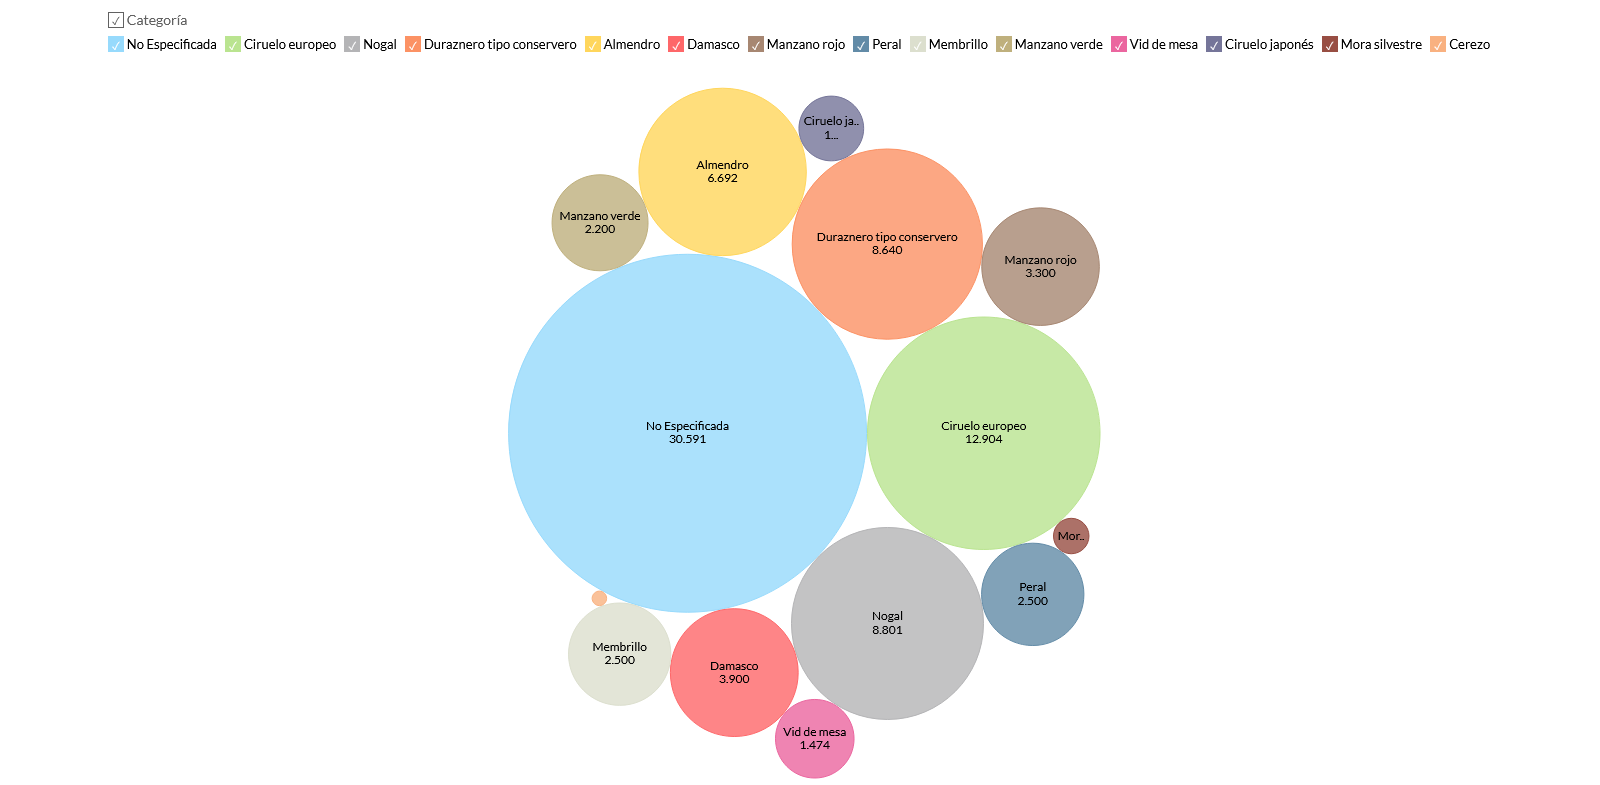 Categoría
No Especificada Ciruelo europeo Nogal Duraznero tipo conservero Almendro Damasco Manzano rojo Peral Membrillo Manzano verde Vid de mesa Ciruelo japonés Mora silvestre Cerezo
Ciruelo ja..
1...
Almendro
6.692
Manzano verde
2.200
Duraznero tipo conservero
8.640
Manzano rojo
3.300
No Especificada
30.591
Ciruelo europeo
12.904
Mor..
Peral
2.500
Nogal
8.801
Membrillo
2.500
Damasco
3.900
Vid de mesa
1.474